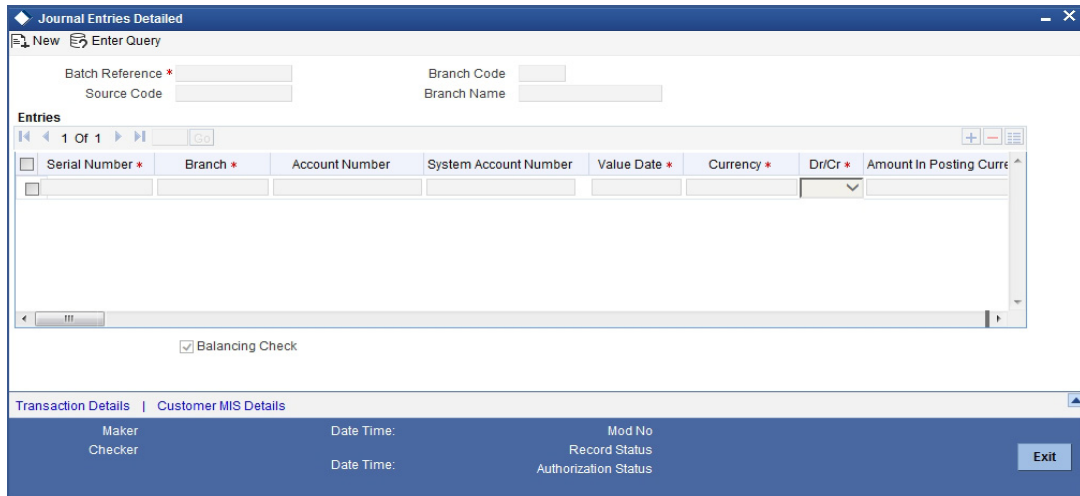 Journal Entries Detailed
New Enter Query
Batch Reference * Branch Code
Source Code Branch Name
Entries
1 Of 1 Go
Serial Number * Branch * Account Number System Account Number Value Date * Currency * Dr/Cr * Amount In Posting Curre
Balancing Check
Transaction Details | Customer MIS Details
Maker Date Time: Mod No
Checker Record Status
Date Time: Authorization Status
Exit